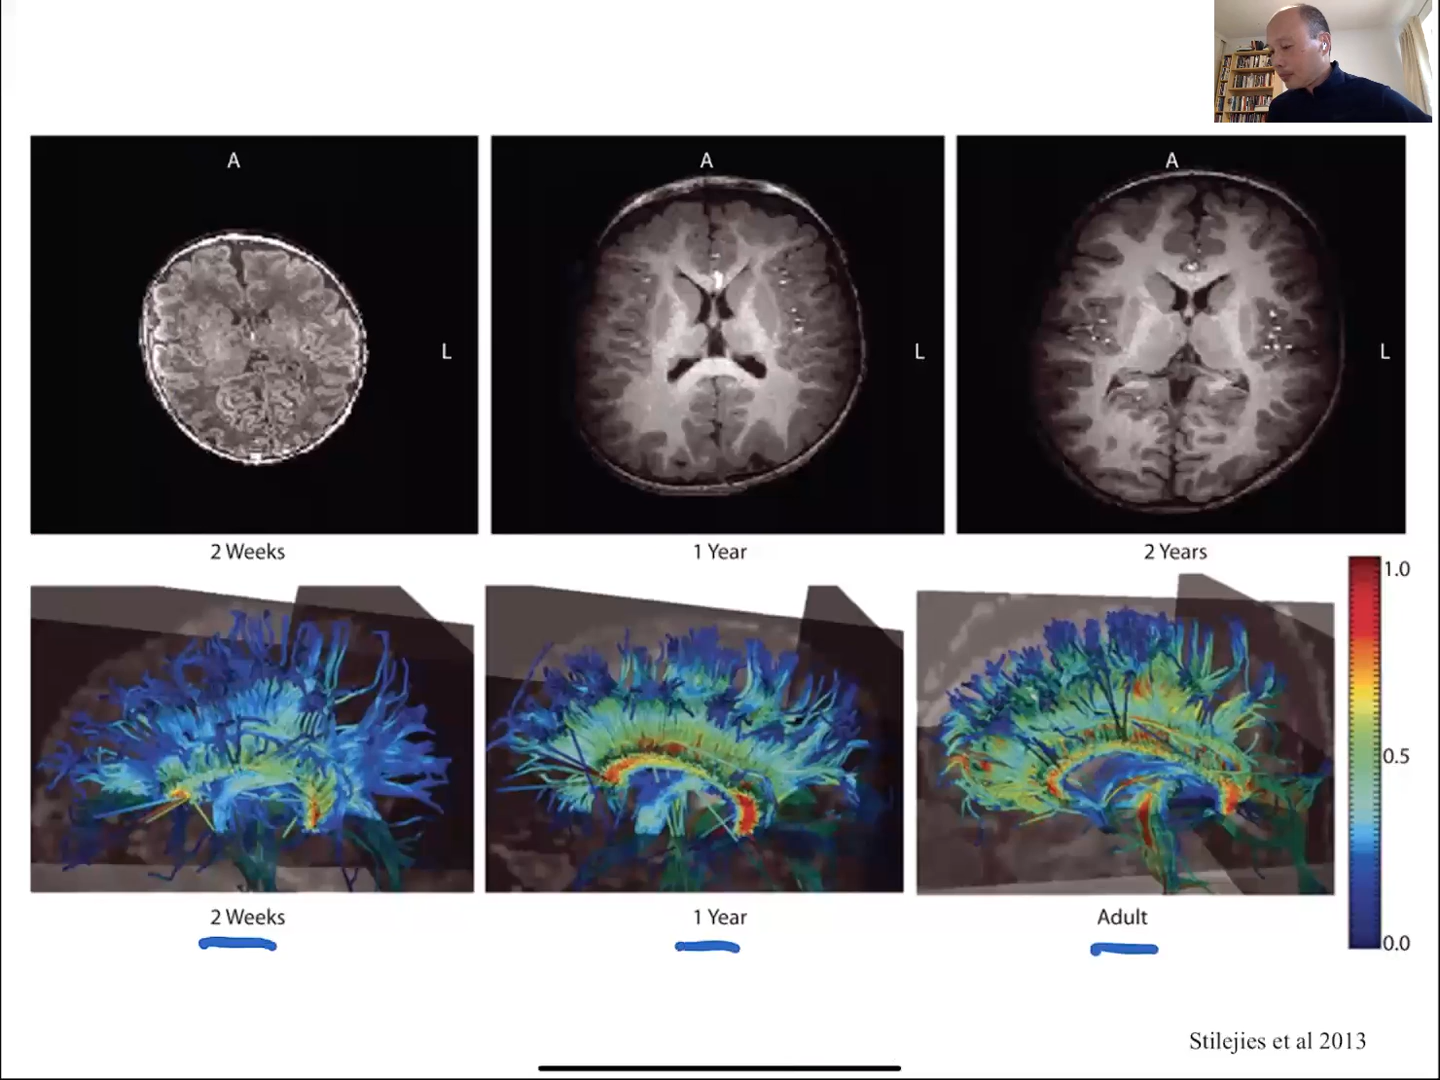 A
A
A
L
L
L
2 Weeks
1 Year
2 Years
1.0
0.5
0.0
2 Weeks
1 Year
Adult
Stilejies et al 2013